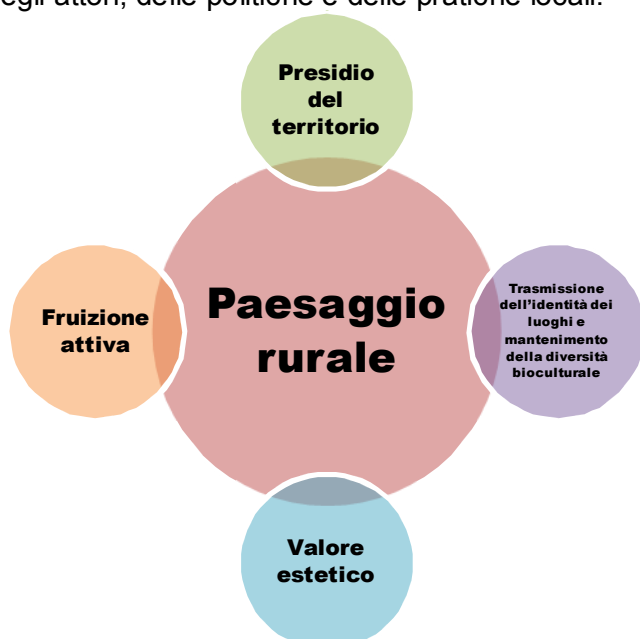 egli attori, delle politiche e delle pratiche locali.
Presidio
del
territorio
Paesaggio
rurale
Fruizione
attiva
Trasmissione
dell'identità dei
luoghi e
mantenimento
della diversità
bioculturale
Valore
estetico